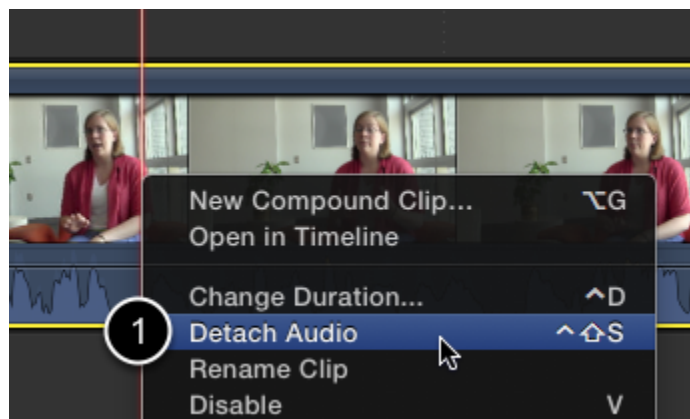 New Compound Clip... ⌥G
Open in Timeline
Change Duration... ^D
1 Detach Audio ^⇧S
Rename Clip
Disable V